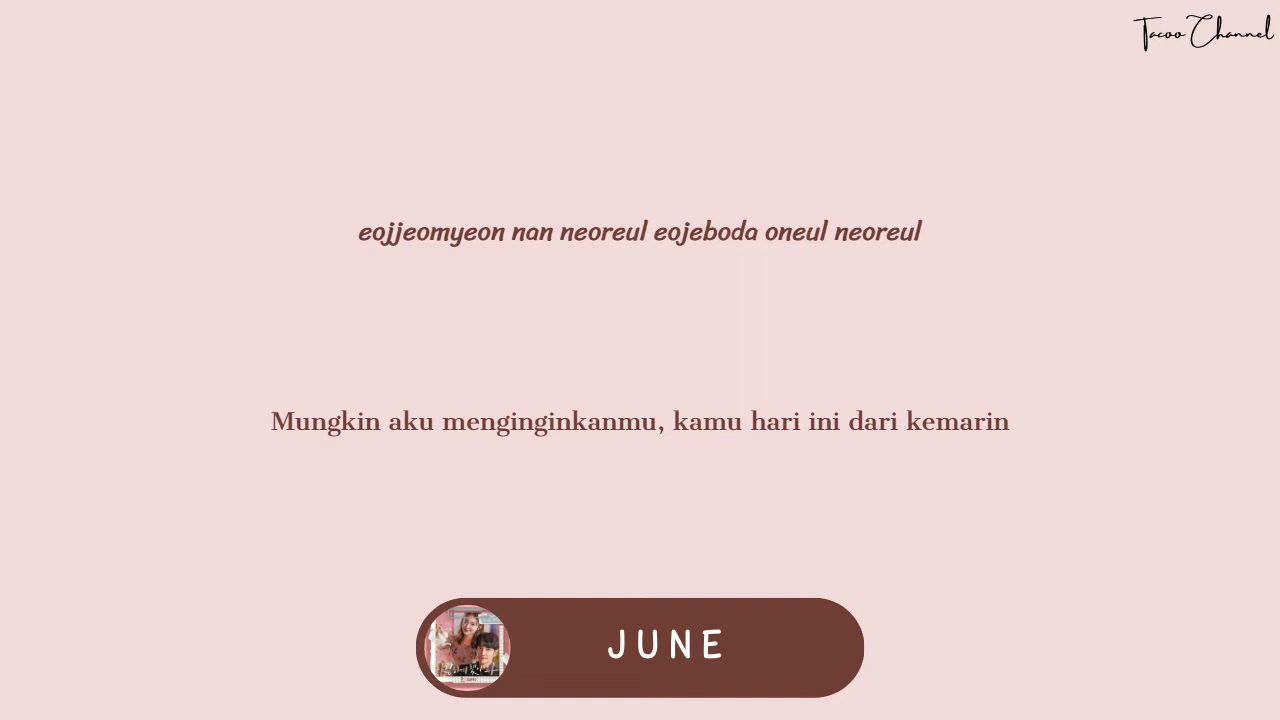 Tacoo Channel
eojjeomyeon nan neoreul eojeboda oneul neoreul
Mungkin aku menginginkanmu, kamu hari ini dari kemarin
JUNE